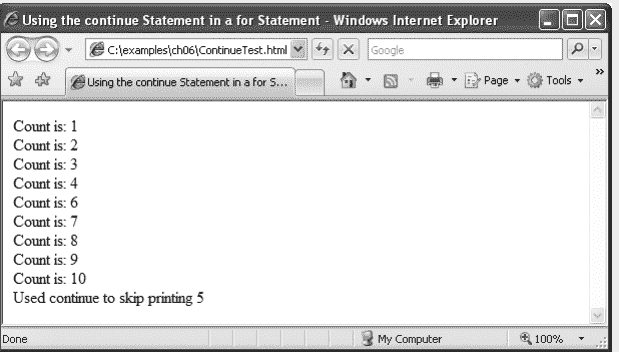 Using the continue Statement in a for Statement - Windows Internet Explorer
C:\examples\ch06\ContinueTest.html
Google
Using the continue Statement in a for S...
Page
Tools
»
Count is: 1
Count is: 2
Count is: 3
Count is: 4
Count is: 6
Count is: 7
Count is: 8
Count is: 9
Count is: 10
Used continue to skip printing 5
Done
My Computer
100%